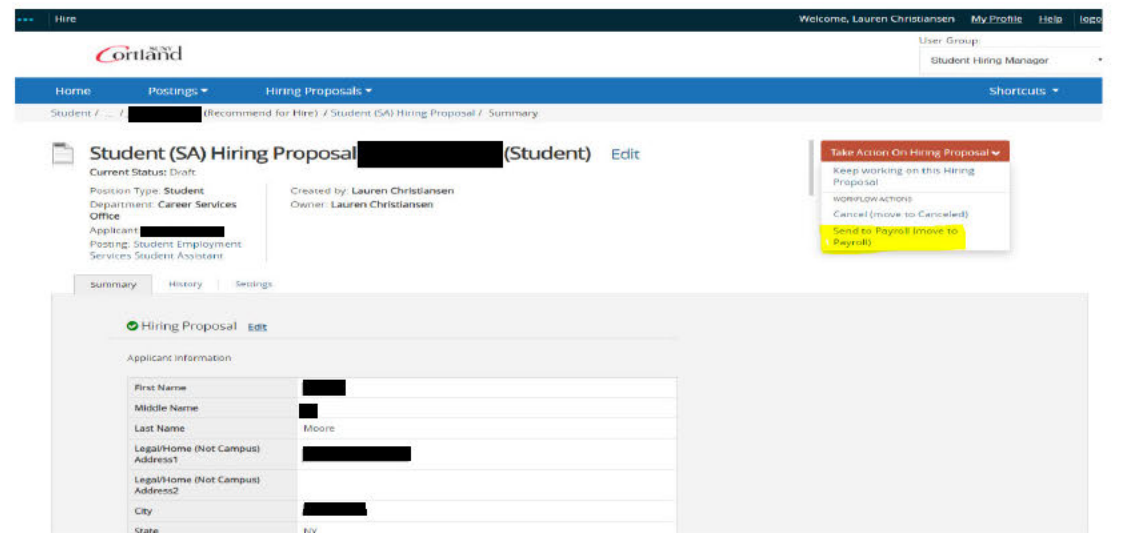 Hire Welcome, Lauren Christiansen My Profile Help logo
SUNY
Cortland
User Group:
Student Hiring Manager
Home Postings Hiring Proposals Shortcuts
Student / ... / (Recommend for Hire) / Student (SA) Hiring Proposal / Summary
Student (SA) Hiring Proposal (Student) Edit
Current Status: Draft
Position Type: Student
Department: Career Services
Office
Applicant
Posting: Student Employment
Services Student Assistant
Created by: Lauren Christiansen
Owner: Lauren Christiansen
Take Action On Hiring Proposal
Keep working on this Hiring
Proposal
WORKFLOW ACTIONS
Cancel (move to Canceled)
Send to Payroll (move to
Payroll)
Summary History Settings
Hiring Proposal Edit
Applicant Information
First Name
Middle Name
Last Name Moore
Legal/Home (Not Campus)
Address1
Legal/Home (Not Campus)
Address2
City
State NY